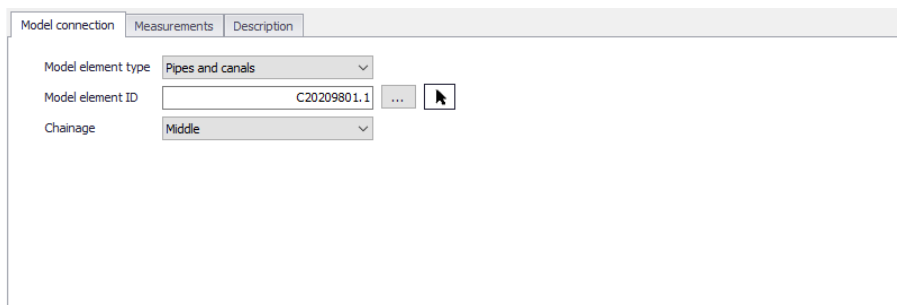 Model connection Measurements Description
Model element type Pipes and canals
Model element ID C20209801.1 ...
Chainage Middle